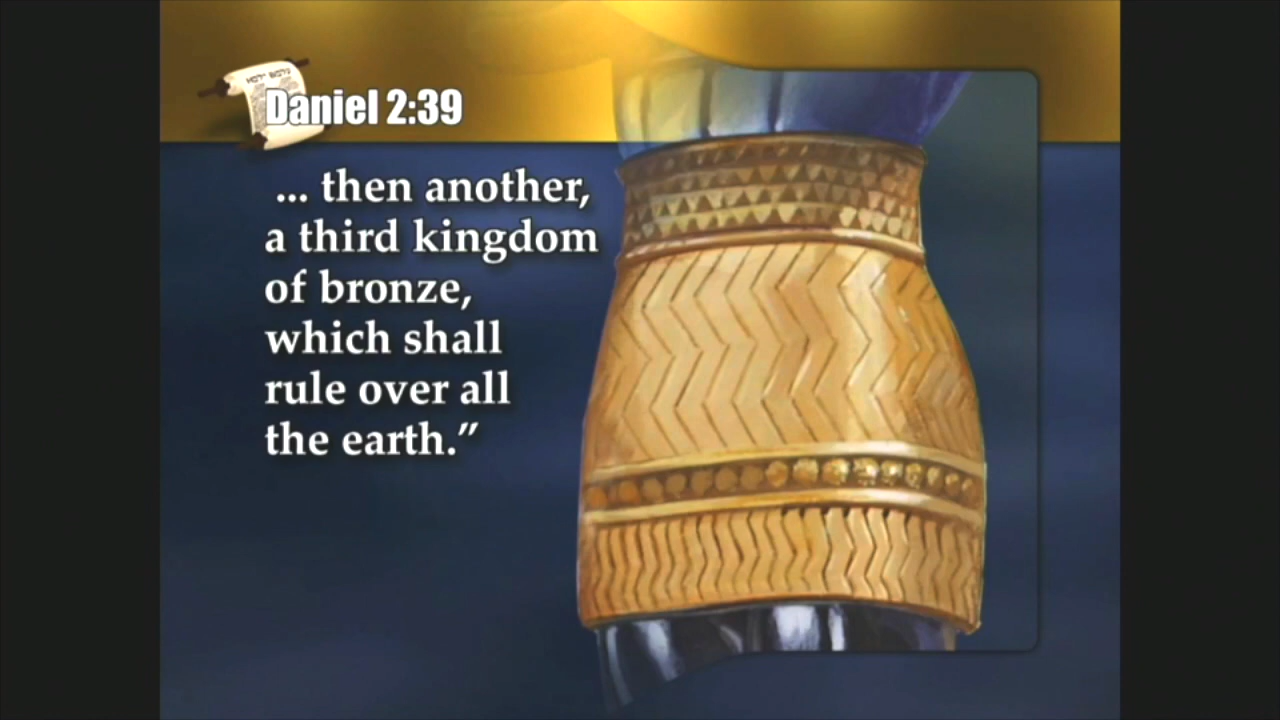 Daniel 2:39
... then another,
a third kingdom
of bronze,
which shall
rule over all
the earth.”